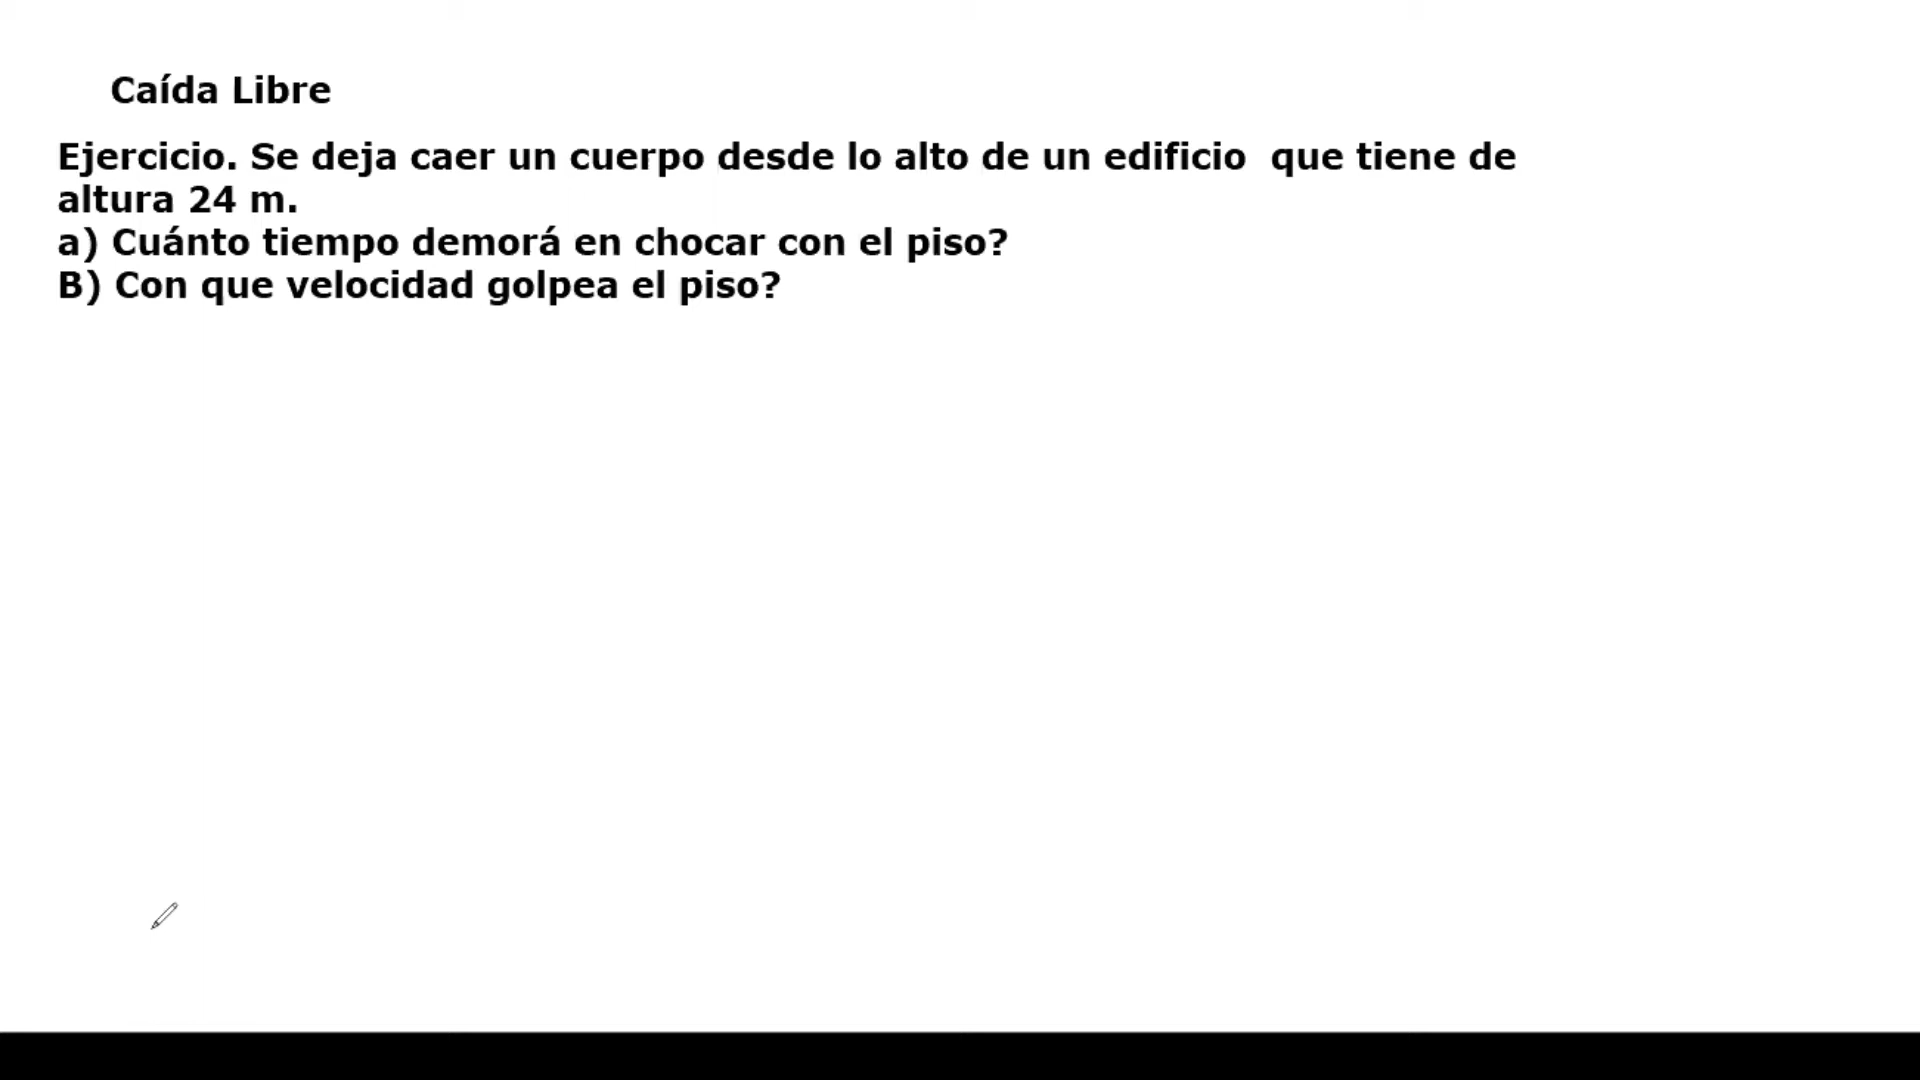 Caída Libre
Ejercicio. Se deja caer un cuerpo desde lo alto de un edificio  que tiene de
altura 24 m.
a) Cuánto tiempo demorá en chocar con el piso?
B) Con que velocidad golpea el piso?